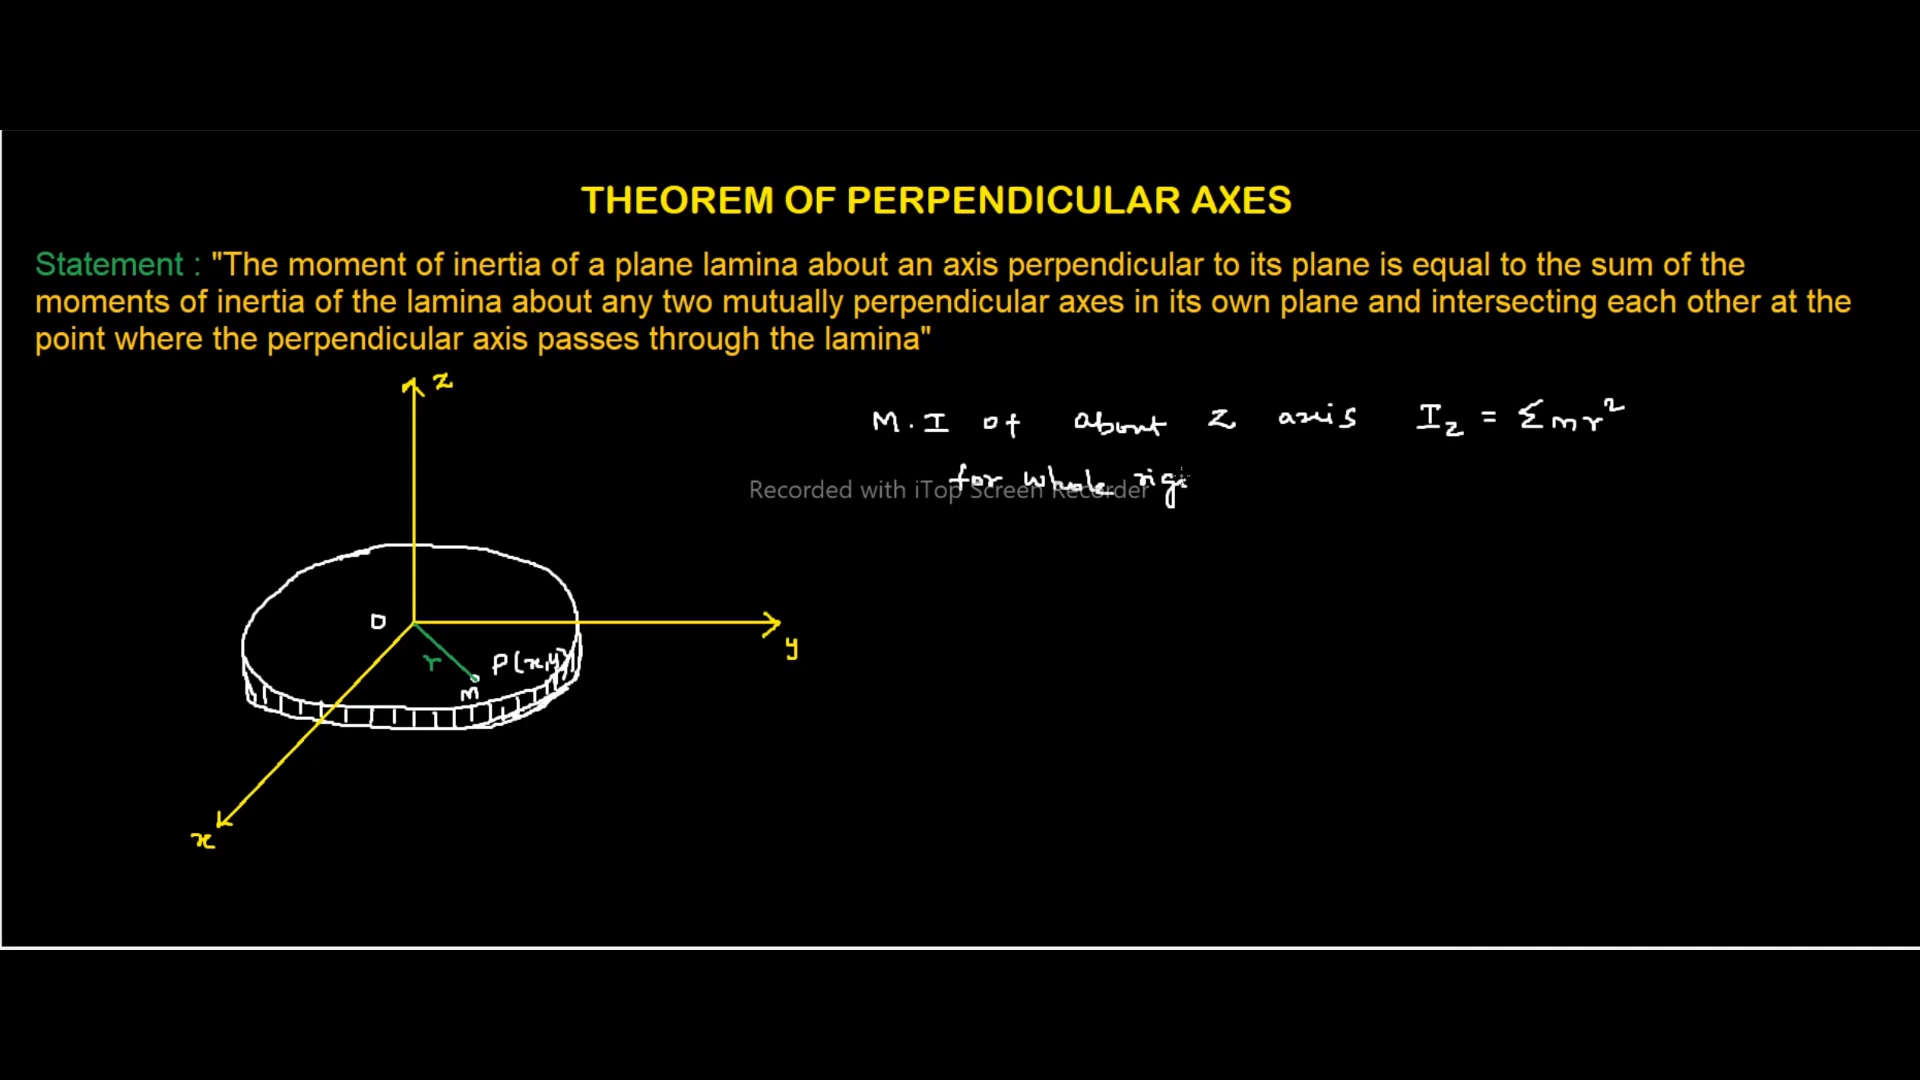 THEOREM OF PERPENDICULAR AXES
Statement : "The moment of inertia of a plane lamina about an axis perpendicular to its plane is equal to the sum of the
moments of inertia of the lamina about any two mutually perpendicular axes in its own plane and intersecting each other at the
point where the perpendicular axis passes through the lamina"
z
M.I of about z axis I_z = Σmr²
for whole rigi
Recorded with iTop Screen Recorder
O
y
r
P(x,y)
m
x